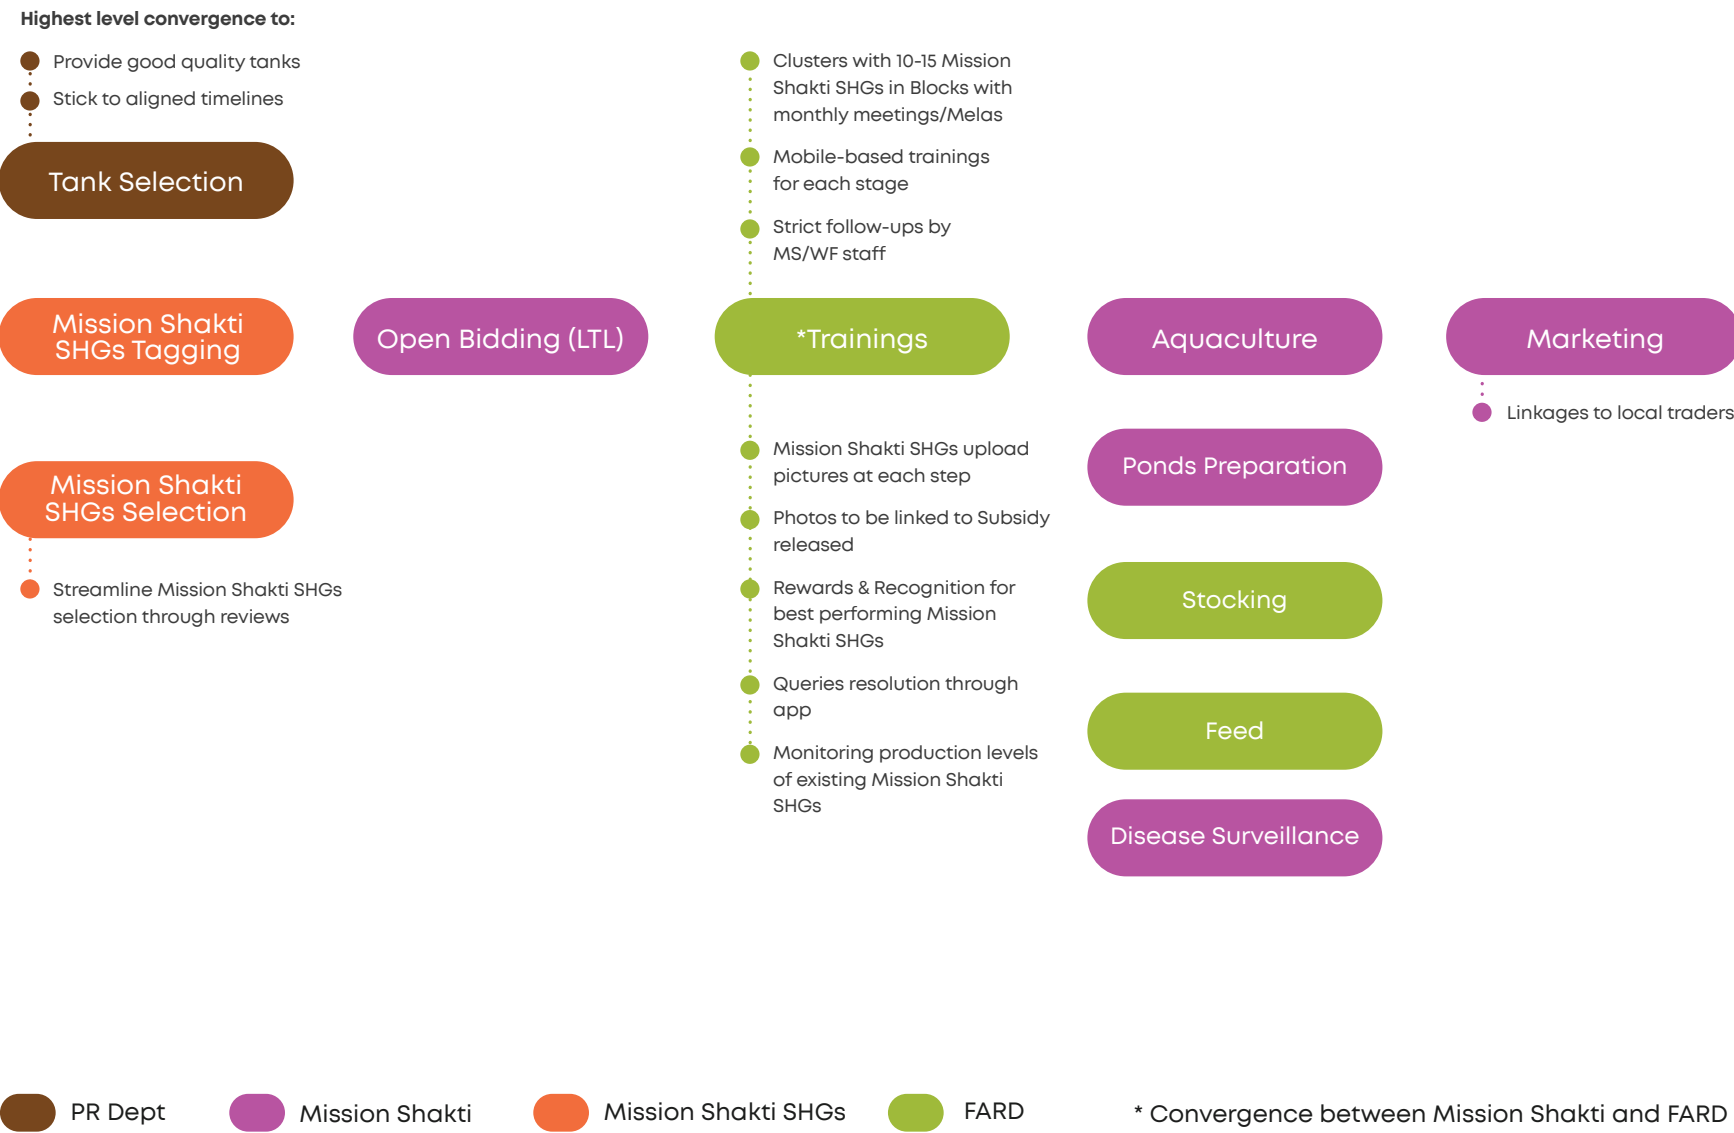 Highest level convergence to:
Provide good quality tanks
Stick to aligned timelines
Tank Selection
Mission Shakti
SHGs Tagging
Mission Shakti
SHGs Selection
Streamline Mission Shakti SHGs
selection through reviews
Open Bidding (LTL)
Clusters with 10-15 Mission
Shakti SHGs in Blocks with
monthly meetings/Melas
Mobile-based trainings
for each stage
Strict follow-ups by
MS/WF staff
*Trainings
Mission Shakti SHGs upload
pictures at each step
Photos to be linked to Subsidy
released
Rewards & Recognition for
best performing Mission
Shakti SHGs
Queries resolution through
app
Monitoring production levels
of existing Mission Shakti
SHGs
Aquaculture
Ponds Preparation
Stocking
Feed
Disease Surveillance
Marketing
Linkages to local traders
PR Dept
Mission Shakti
Mission Shakti SHGs
FARD
* Convergence between Mission Shakti and FARD